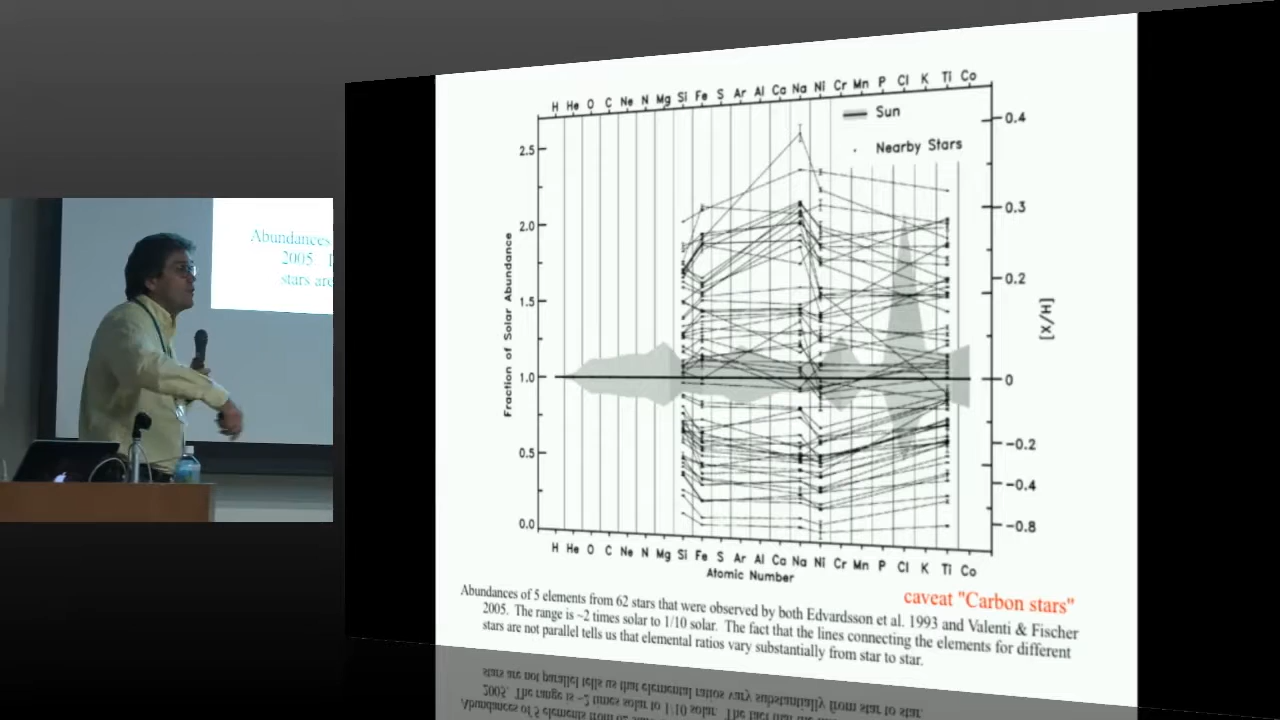 Abundances
2005
stars are
H He O C Ne N Mg Si Fe S Ar Al Ca Na Ni Cr Mn P Cl K Ti Co
Sun
Nearby Stars
2.5
2.0
1.5
1.0
0.5
0.0
Fraction of Solar Abundance
0.4
0.3
0.2
0
-0.2
-0.4
-0.8
[X/H]
H He O C Ne N Mg Si Fe S Ar Al Ca Na Ni Cr Mn P Cl K Ti Co
Atomic Number
caveat "Carbon stars"
Abundances of 5 elements from 62 stars that were observed by both Edvardsson et al. 1993 and Valenti & Fischer
2005. The range is ~2 times solar to 1/10 solar. The fact that the lines connecting the elements for different
stars are not parallel tells us that elemental ratios vary substantially from star to star.